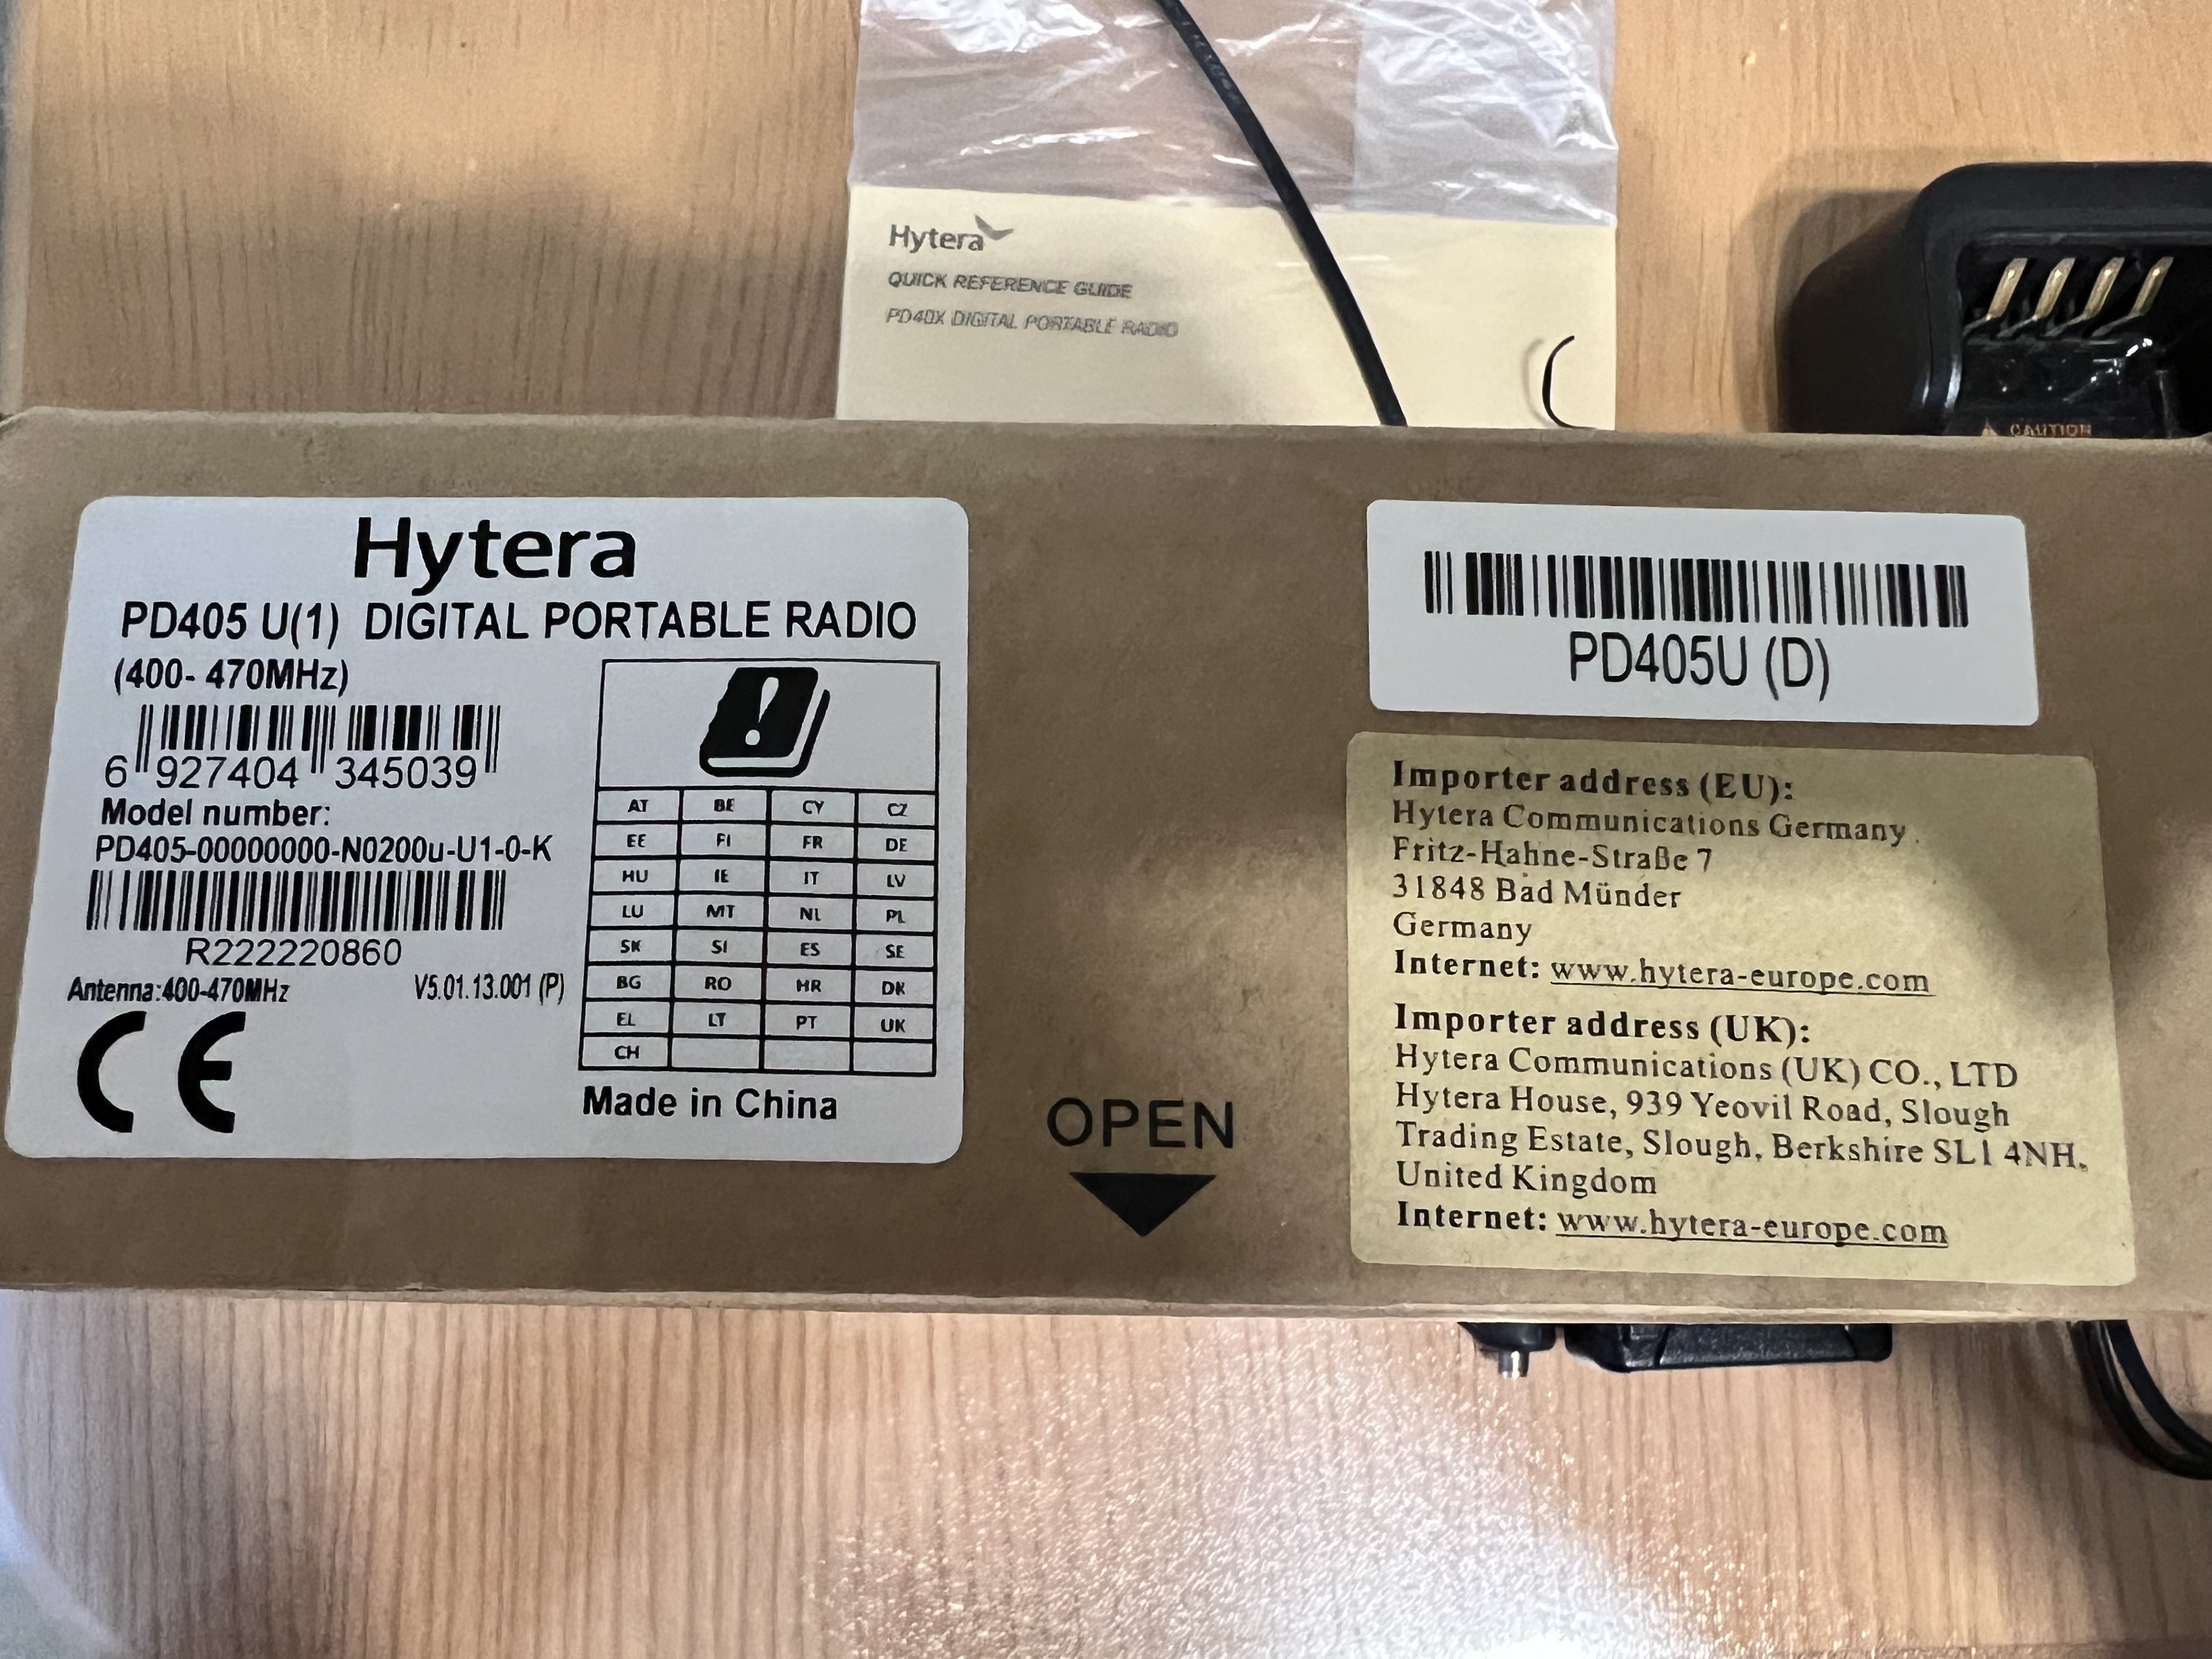 Hytera
QUICK REFERENCE GUIDE
PD40X DIGITAL PORTABLE RADIO
CAUTION
Hytera
PD405 U(1) DIGITAL PORTABLE RADIO
(400- 470MHz)
6 927404 345039
Model number:
PD405-00000000-N0200u-U1-0-K
R222220860
Antenna:400-470MHz V5.01.13.001 (P)
CE
!
AT BE CY CZ
EE FI FR DE
HU IE IT LV
LU MT NL PL
SK SI ES SE
BG RO HR DK
EL LT PT UK
CH
Made in China
OPEN
PD405U (D)
Importer address (EU):
Hytera Communications Germany
Fritz-Hahne-Straße 7
31848 Bad Münder
Germany
Internet: www.hytera-europe.com
Importer address (UK):
Hytera Communications (UK) CO., LTD
Hytera House, 939 Yeovil Road, Slough
Trading Estate, Slough, Berkshire SL1 4NH,
United Kingdom
Internet: www.hytera-europe.com